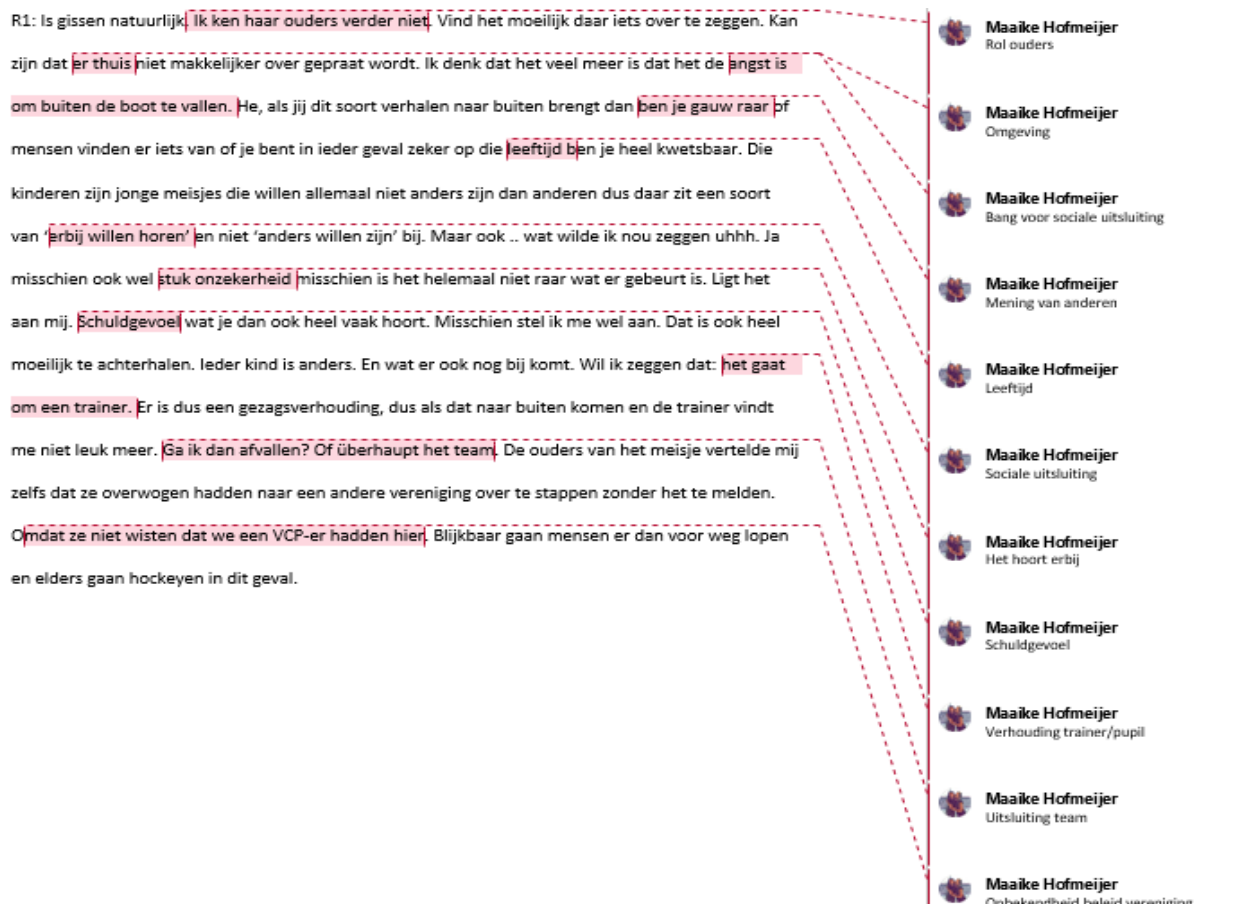 R1: Is gissen natuurlijk. Ik ken haar ouders verder niet. Vind het moeilijk daar iets over te zeggen. Kan
zijn dat er thuis niet makkelijker over gepraat wordt. Ik denk dat het veel meer is dat het de angst is
om buiten de boot te vallen. He, als jij dit soort verhalen naar buiten brengt dan ben je gauw raar of
mensen vinden er iets van of je bent in ieder geval zeker op die leeftijd ben je heel kwetsbaar. Die
kinderen zijn jonge meisjes die willen allemaal niet anders zijn dan anderen dus daar zit een soort
van ‘erbij willen horen’ en niet ‘anders willen zijn’ bij. Maar ook .. wat wilde ik nou zeggen uhhh. Ja
misschien ook wel stuk onzekerheid misschien is het helemaal niet raar wat er gebeurt is. Ligt het
aan mij. Schuldgevoel wat je dan ook heel vaak hoort. Misschien stel ik me wel aan. Dat is ook heel
moeilijk te achterhalen. Ieder kind is anders. En wat er ook nog bij komt. Wil ik zeggen dat: het gaat
om een trainer. Er is dus een gezagsverhouding, dus als dat naar buiten komen en de trainer vindt
me niet leuk meer. Ga ik dan afvallen? Of überhaupt het team. De ouders van het meisje vertelde mij
zelfs dat ze overwogen hadden naar een andere vereniging over te stappen zonder het te melden.
Omdat ze niet wisten dat we een VCP-er hadden hier. Blijkbaar gaan mensen er dan voor weg lopen
en elders gaan hockeyen in dit geval.
Maaike Hofmeijer
Rol ouders
Maaike Hofmeijer
Omgeving
Maaike Hofmeijer
Bang voor sociale uitsluiting
Maaike Hofmeijer
Mening van anderen
Maaike Hofmeijer
Leeftijd
Maaike Hofmeijer
Sociale uitsluiting
Maaike Hofmeijer
Het hoort erbij
Maaike Hofmeijer
Schuldgevoel
Maaike Hofmeijer
Verhouding trainer/pupil
Maaike Hofmeijer
Uitsluiting team
Maaike Hofmeijer
Onbekendheid beleid vereniging